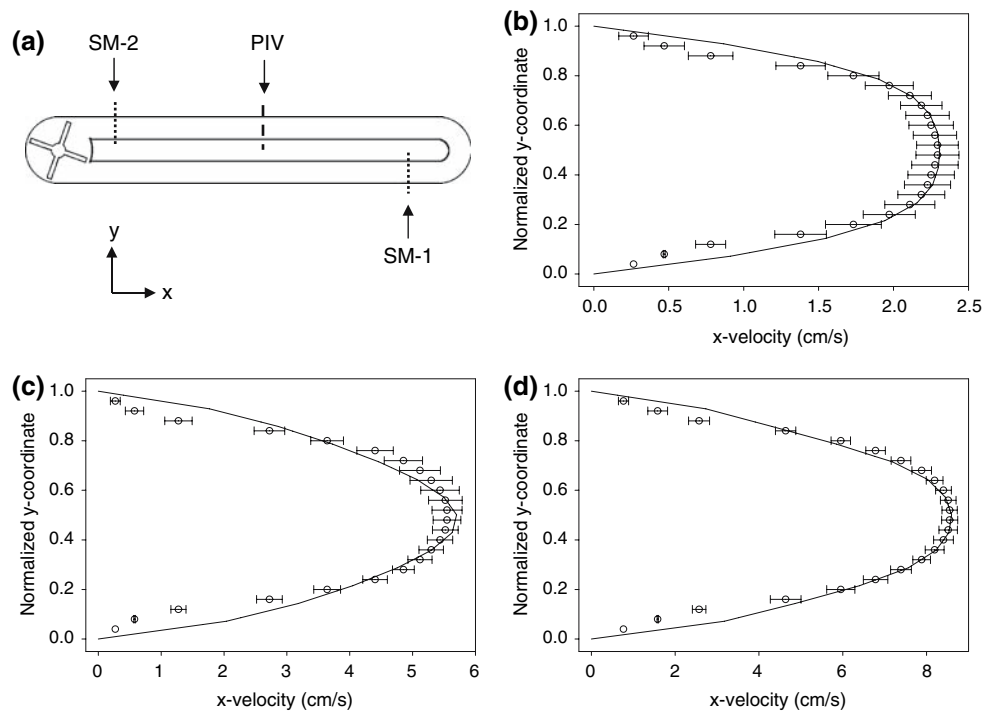 (a)
SM-2
PIV
SM-1
y
x
(b)
Normalized y-coordinate
1.0
0.8
0.6
0.4
0.2
0.0
0.0 0.5 1.0 1.5 2.0 2.5
x-velocity (cm/s)
(c)
Normalized y-coordinate
1.0
0.8
0.6
0.4
0.2
0.0
0 1 2 3 4 5 6
x-velocity (cm/s)
(d)
Normalized y-coordinate
1.0
0.8
0.6
0.4
0.2
0.0
0 2 4 6 8
x-velocity (cm/s)